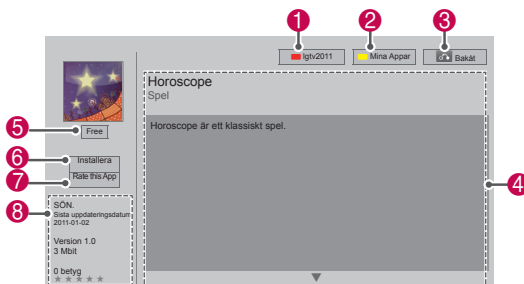 1 2 3
lgtv2011 Mina Appar Bakåt
Horoscope
Spel
Horoscope är ett klassiskt spel.
4
5 Free
6 Installera
7 Rate this App
8 SÖN.
Sista uppdateringsdatum
2011-01-02
Version 1.0
3 Mbit
0 betyg